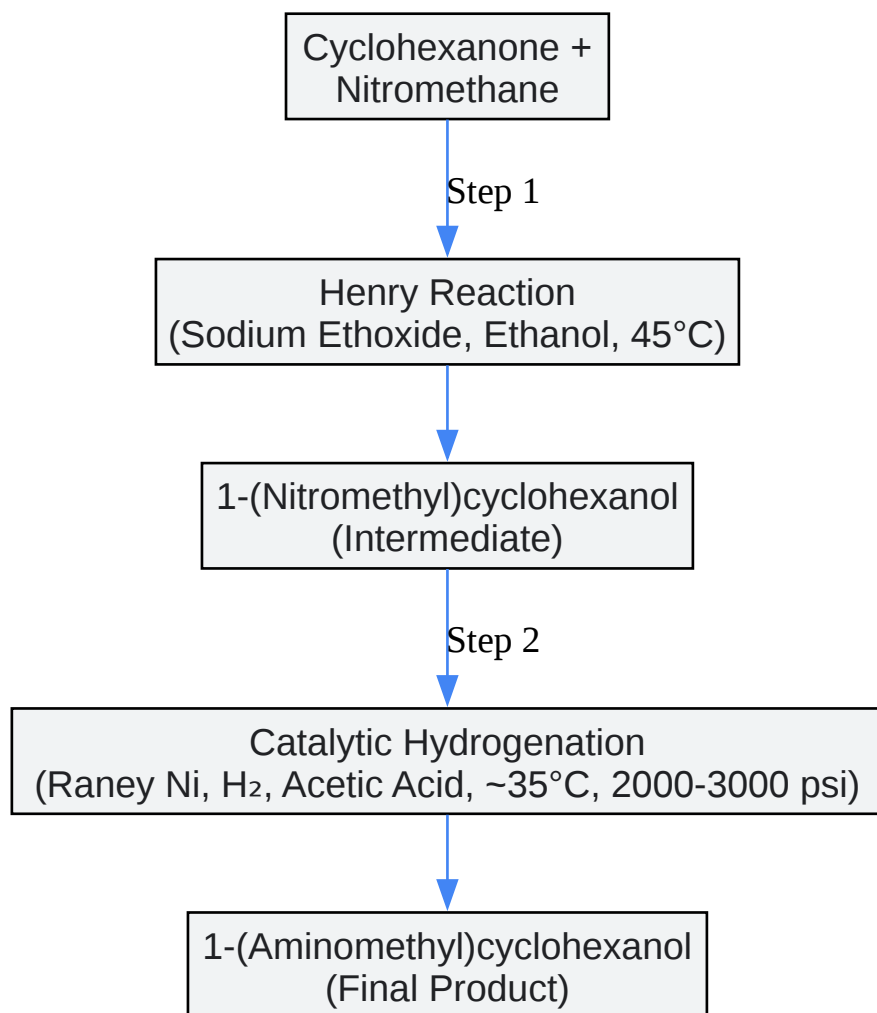 Cyclohexanone +
Nitromethane
Step 1
Henry Reaction
(Sodium Ethoxide, Ethanol, 45°C)
1-(Nitromethyl)cyclohexanol
(Intermediate)
Step 2
Catalytic Hydrogenation
(Raney Ni, H₂, Acetic Acid, ~35°C, 2000-3000 psi)
1-(Aminomethyl)cyclohexanol
(Final Product)